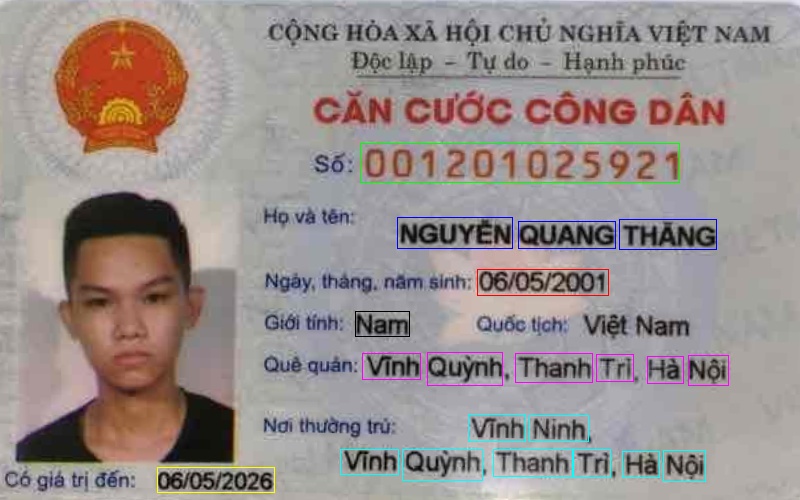 CỘNG HÒA XÃ HỘI CHỦ NGHĨA VIỆT NAM
Độc lập - Tự do - Hạnh phúc
CĂN CƯỚC CÔNG DÂN
Số: 001201025921
Họ và tên: NGUYỄN QUANG THẮNG
Ngày, tháng, năm sinh: 06/05/2001
Giới tính: Nam Quốc tịch: Việt Nam
Quê quán: Vĩnh Quỳnh, Thanh Trì, Hà Nội
Nơi thường trú: Vĩnh Ninh,
Vĩnh Quỳnh, Thanh Trì, Hà Nội
Có giá trị đến: 06/05/2026